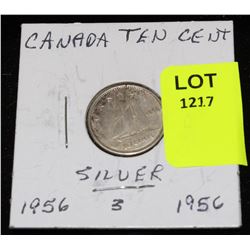 CANADA TEN CENT
LOT
1217
SILVER
1956 3 1956